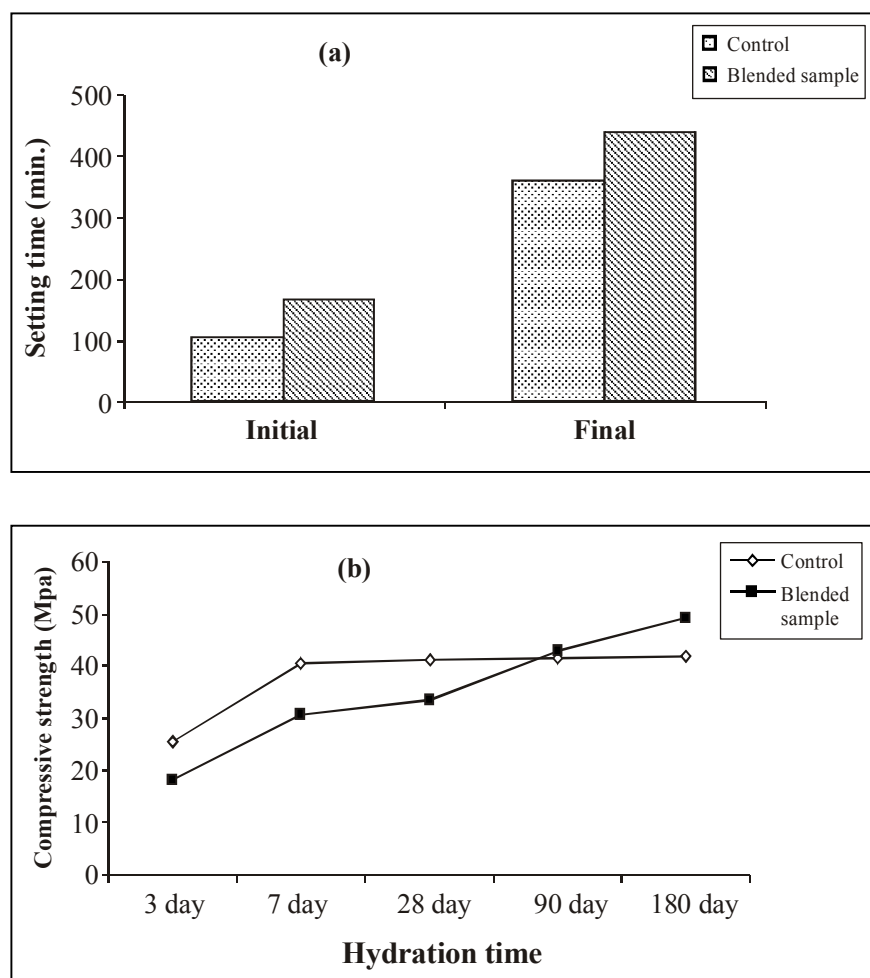 (a)
Control
Blended sample
500
400
300
200
100
0
Setting time (min.)
Initial
Final
(b)
Control
Blended
sample
60
50
40
30
20
10
0
Compressive strength (Mpa)
3 day
7 day
28 day
90 day
180 day
Hydration time